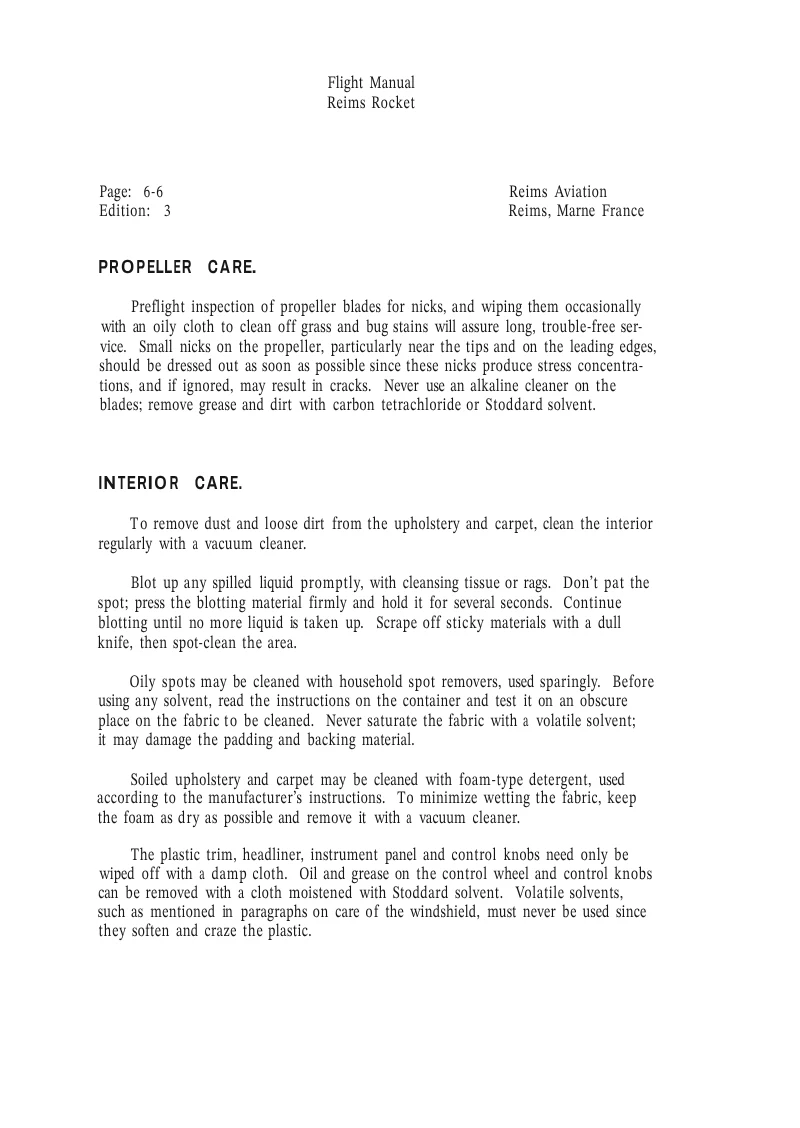 Flight Manual
Reims Rocket
Page: 6-6
Reims Aviation
Edition: 3
Reims, Marne France
PROPELLER CARE.
Preflight inspection of propeller blades for nicks, and wiping them occasionally
with an oily cloth to clean off grass and bug stains will assure long, trouble-free ser-
vice. Small nicks on the propeller, particularly near the tips and on the leading edges,
should be dressed out as soon as possible since these nicks produce stress concentra-
tions, and if ignored, may result in cracks. Never use an alkaline cleaner on the
blades; remove grease and dirt with carbon tetrachloride or Stoddard solvent.
INTERIOR CARE.
To remove dust and loose dirt from the upholstery and carpet, clean the interior
regularly with a vacuum cleaner.
Blot up any spilled liquid promptly, with cleansing tissue or rags. Don't pat the
spot; press the blotting material firmly and hold it for several seconds. Continue
blotting until no more liquid is taken up. Scrape off sticky materials with a dull
knife, then spot-clean the area.
Oily spots may be cleaned with household spot removers, used sparingly. Before
using any solvent, read the instructions on the container and test it on an obscure
place on the fabric to be cleaned. Never saturate the fabric with a volatile solvent;
it may damage the padding and backing material.
Soiled upholstery and carpet may be cleaned with foam-type detergent, used
according to the manufacturer's instructions. To minimize wetting the fabric, keep
the foam as dry as possible and remove it with a vacuum cleaner.
The plastic trim, headliner, instrument panel and control knobs need only be
wiped off with a damp cloth. Oil and grease on the control wheel and control knobs
can be removed with a cloth moistened with Stoddard solvent. Volatile solvents,
such as mentioned in paragraphs on care of the windshield, must never be used since
they soften and craze the plastic.